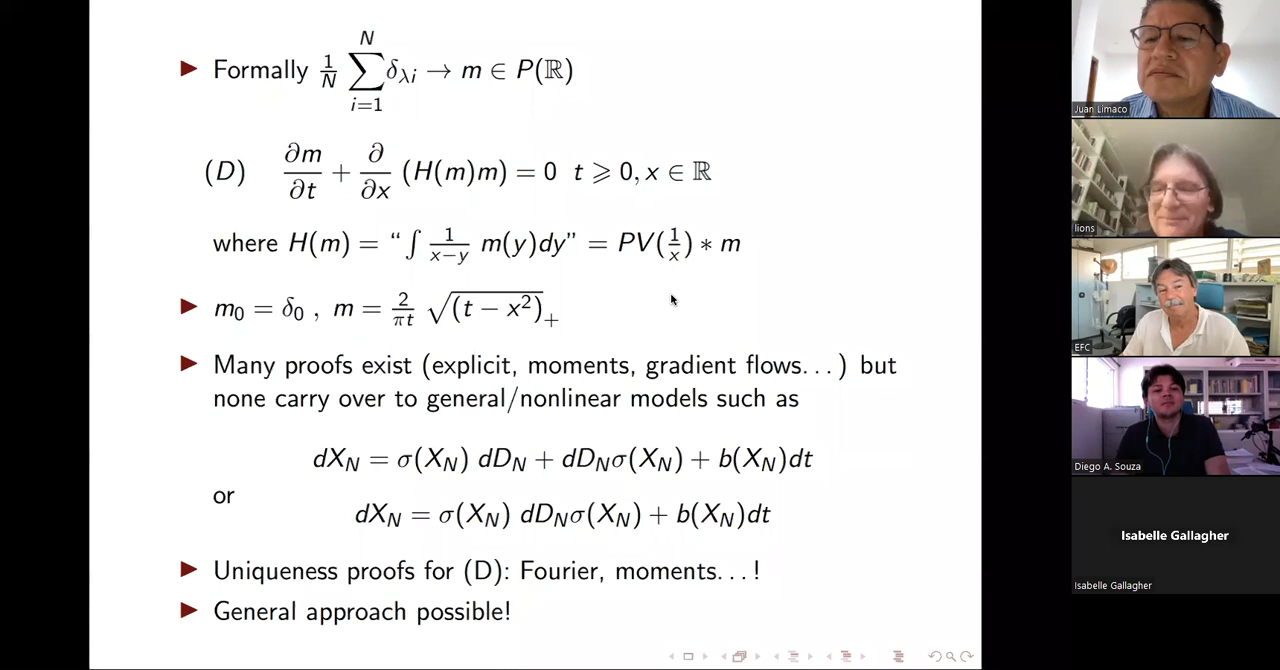 ► Formally 1/N ∑_{i=1}^{N} δ_{λi} → m ∈ P(ℝ)
(D) ∂m/∂t + ∂/∂x (H(m)m) = 0 t ⩾ 0, x ∈ ℝ
where H(m) = “ ∫ 1/(x−y) m(y)dy” = PV(1/x) ∗ m
► m₀ = δ₀ , m = 2/(πt) √(t − x²)₊
► Many proofs exist (explicit, moments, gradient flows. . . ) but
none carry over to general/nonlinear models such as
dX_N = σ(X_N) dD_N + dD_Nσ(X_N) + b(X_N)dt
or
dX_N = σ(X_N) dD_Nσ(X_N) + b(X_N)dt
► Uniqueness proofs for (D): Fourier, moments. . . !
► General approach possible!
Juan Limaco
lions
EFC
Diego A. Souza
Isabelle Gallagher
Isabelle Gallagher